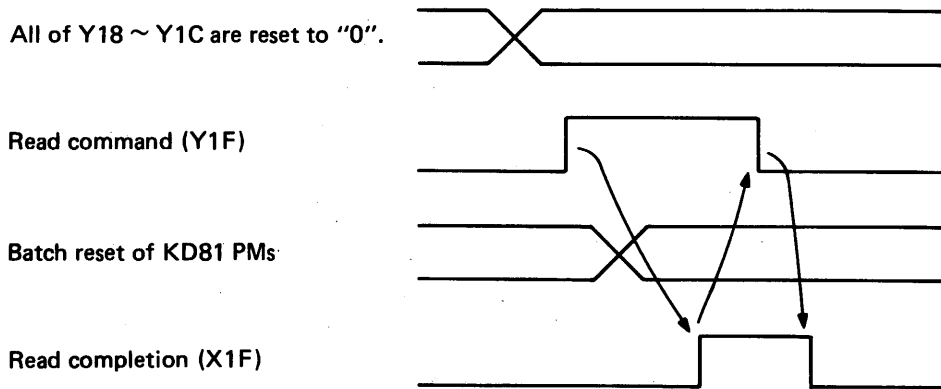 All of Y18 ~ Y1C are reset to “0”.
Read command (Y1F)
Batch reset of KD81 PMs
Read completion (X1F)